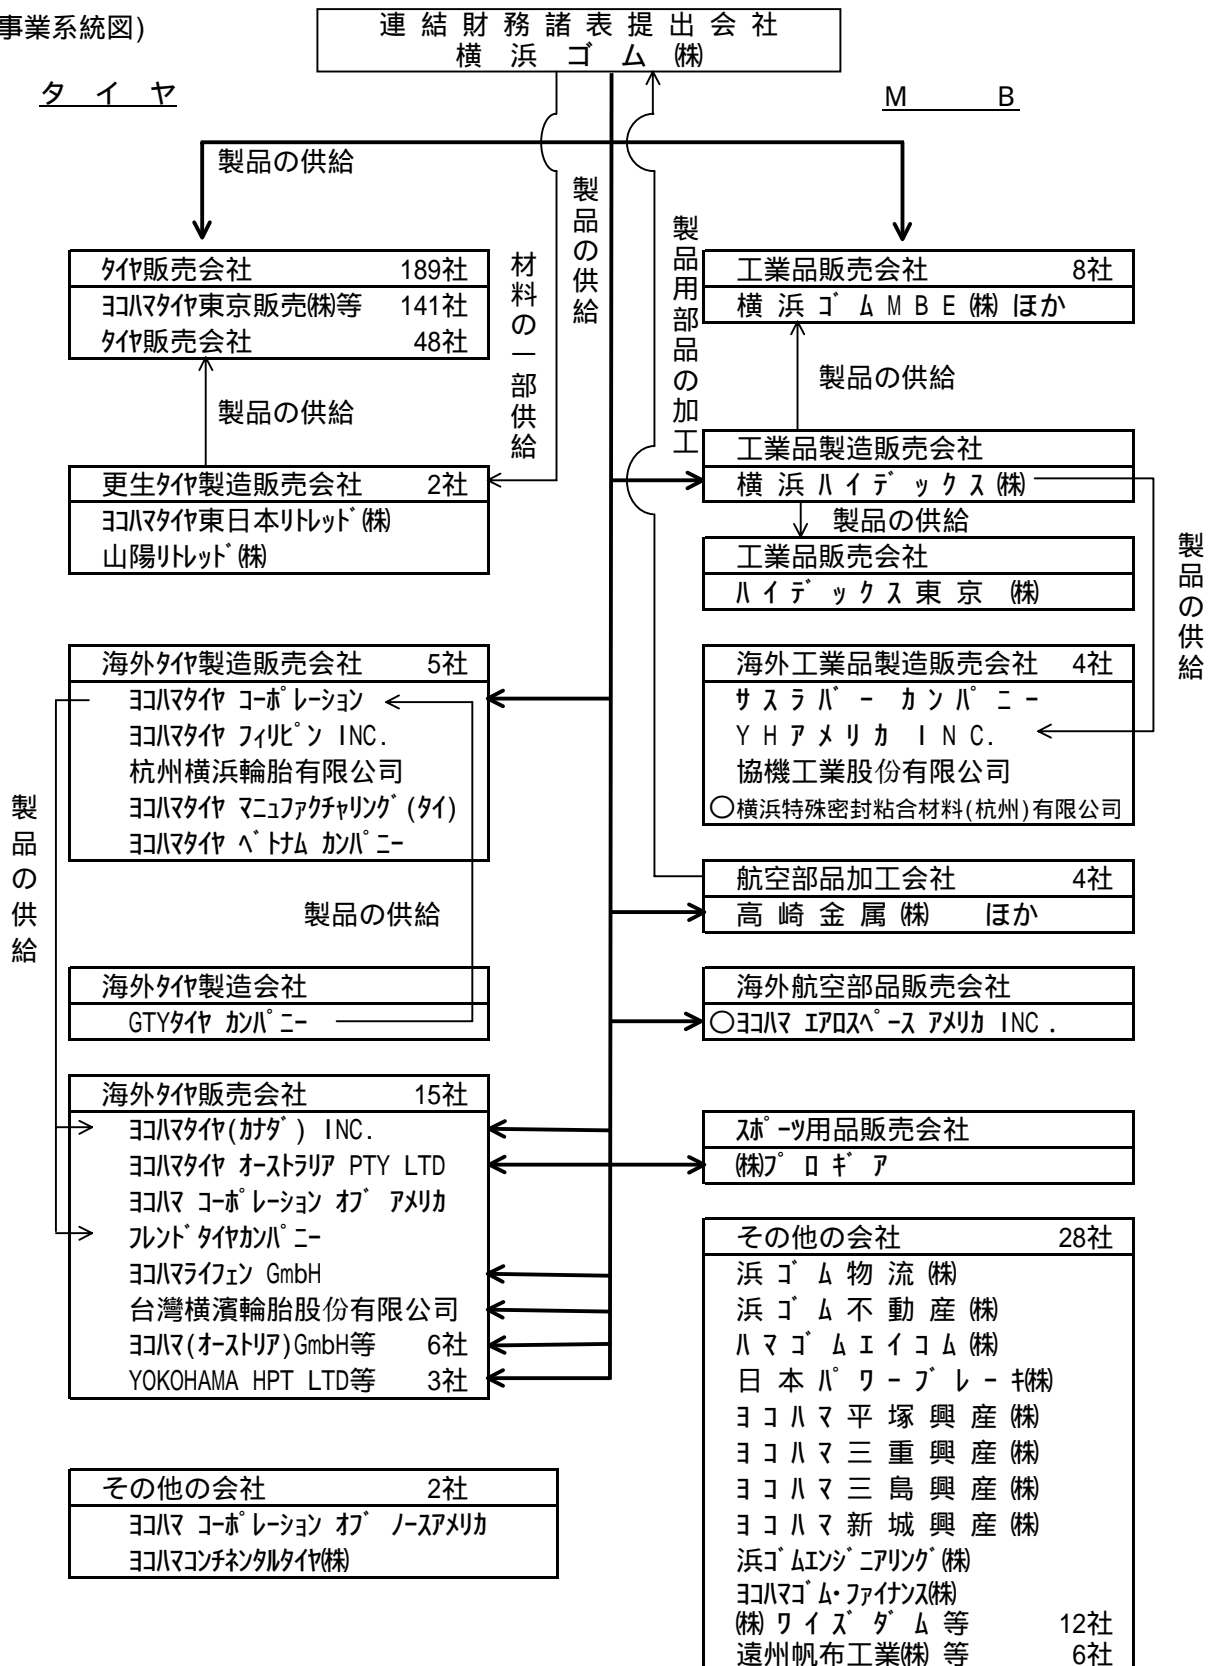 事業系統図)
連結財務諸表提出会社
横浜ゴム㈱
タイヤ
MB
製品の供給
製品の供給
材料の一部供給
製品用部品の加工
ﾀｲﾔ販売会社 189社
ﾖｺﾊﾏﾀｲﾔ東京販売㈱等 141社
ﾀｲﾔ販売会社 48社
製品の供給
更生ﾀｲﾔ製造販売会社 2社
ﾖｺﾊﾏﾀｲﾔ東日本ﾘﾄﾚｯﾄﾞ㈱
山陽ﾘﾄﾚｯﾄﾞ㈱
海外ﾀｲﾔ製造販売会社 5社
ﾖｺﾊﾏﾀｲﾔ ｺｰﾎﾟﾚｰｼｮﾝ
ﾖｺﾊﾏﾀｲﾔ ﾌｨﾘﾋﾟﾝ INC.
杭州横浜輪胎有限公司
ﾖｺﾊﾏﾀｲﾔ ﾏﾆｭﾌｧｸﾁｬﾘﾝｸﾞ(ﾀｲ)
ﾖｺﾊﾏﾀｲﾔ ﾍﾞﾄﾅﾑ ｶﾝﾊﾟﾆｰ
製品の供給
製品の供給
海外ﾀｲﾔ製造会社
GTYﾀｲﾔ ｶﾝﾊﾟﾆｰ
海外ﾀｲﾔ販売会社 15社
ﾖｺﾊﾏﾀｲﾔ(ｶﾅﾀﾞ) INC.
ﾖｺﾊﾏﾀｲﾔ ｵｰｽﾄﾗﾘｱ PTY LTD
ﾖｺﾊﾏ ｺｰﾎﾟﾚｰｼｮﾝ ｵﾌﾞ ｱﾒﾘｶ
ﾌﾚﾝﾄﾞﾀｲﾔｶﾝﾊﾟﾆｰ
ﾖｺﾊﾏﾗｲﾌｪﾝ GmbH
台灣横濱輪胎股份有限公司
ﾖｺﾊﾏ(ｵｰｽﾄﾘｱ)GmbH等 6社
YOKOHAMA HPT LTD等 3社
その他の会社 2社
ﾖｺﾊﾏ ｺｰﾎﾟﾚｰｼｮﾝ ｵﾌﾞ ﾉｰｽｱﾒﾘｶ
ﾖｺﾊﾏｺﾝﾁﾈﾝﾀﾙﾀｲﾔ㈱
工業品販売会社 8社
横浜ｺﾞﾑMBE㈱ほか
製品の供給
工業品製造販売会社
横浜ﾊｲﾃﾞｯｸｽ㈱
製品の供給
工業品販売会社
ﾊｲﾃﾞｯｸｽ東京㈱
製品の供給
海外工業品製造販売会社 4社
ｻｽﾗﾊﾞｰ ｶﾝﾊﾟﾆｰ
YHｱﾒﾘｶ INC.
協機工業股份有限公司
○横浜特殊密封粘合材料(杭州)有限公司
航空部品加工会社 4社
高崎金属㈱ ほか
海外航空部品販売会社
○ﾖｺﾊﾏ ｴｱﾛｽﾍﾟｰｽ ｱﾒﾘｶ INC.
ｽﾎﾟｰﾂ用品販売会社
㈱ﾌﾟﾛｷﾞｱ
その他の会社 28社
浜ｺﾞﾑ物流㈱
浜ｺﾞﾑ不動産㈱
ﾊﾏｺﾞﾑｴｲｺﾑ㈱
日本ﾊﾟﾜｰﾌﾞﾚｰｷ㈱
ﾖｺﾊﾏ平塚興産㈱
ﾖｺﾊﾏ三重興産㈱
ﾖｺﾊﾏ三島興産㈱
ﾖｺﾊﾏ新城興産㈱
浜ｺﾞﾑｴﾝｼﾞﾆｱﾘﾝｸﾞ㈱
ﾖｺﾊﾏｺﾞﾑ･ﾌｧｲﾅﾝｽ㈱
㈱ﾜｲｽﾞﾀﾞﾑ等 12社
遠州帆布工業㈱等 6社